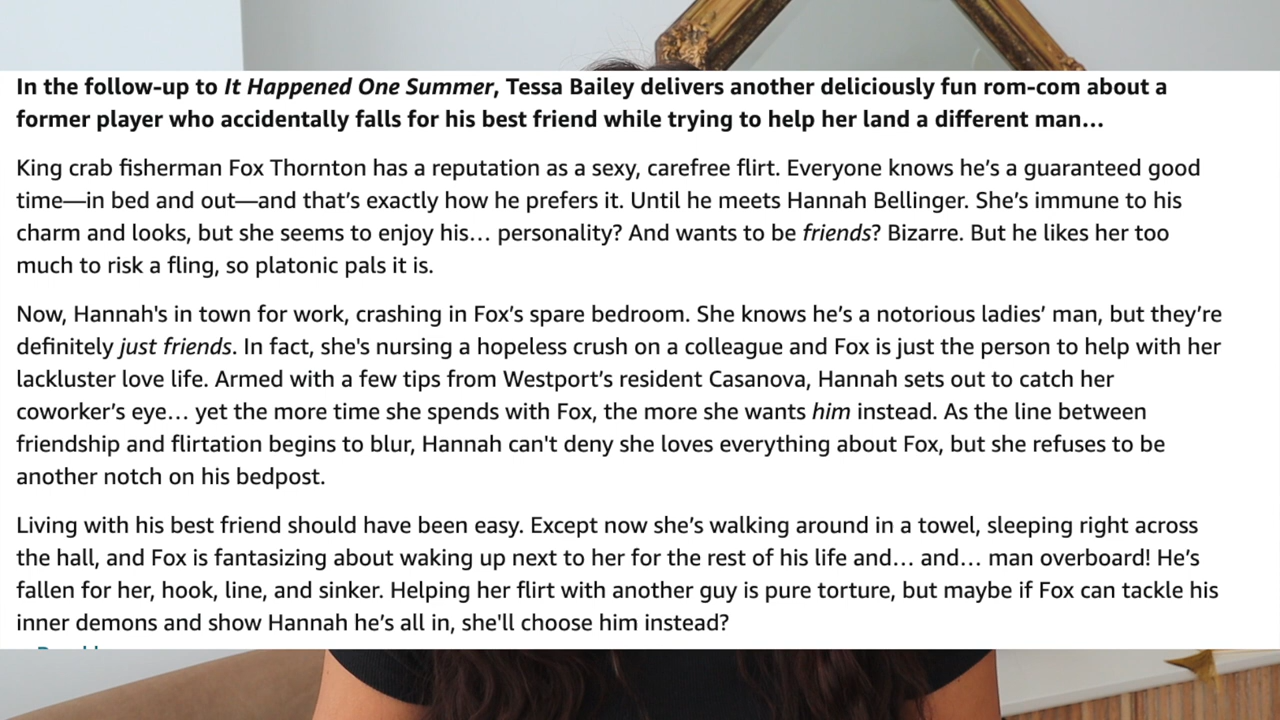 In the follow-up to It Happened One Summer, Tessa Bailey delivers another deliciously fun rom-com about a
former player who accidentally falls for his best friend while trying to help her land a different man…
King crab fisherman Fox Thornton has a reputation as a sexy, carefree flirt. Everyone knows he’s a guaranteed good
time—in bed and out—and that’s exactly how he prefers it. Until he meets Hannah Bellinger. She’s immune to his
charm and looks, but she seems to enjoy his… personality? And wants to be friends? Bizarre. But he likes her too
much to risk a fling, so platonic pals it is.
Now, Hannah's in town for work, crashing in Fox’s spare bedroom. She knows he’s a notorious ladies’ man, but they’re
definitely just friends. In fact, she's nursing a hopeless crush on a colleague and Fox is just the person to help with her
lackluster love life. Armed with a few tips from Westport’s resident Casanova, Hannah sets out to catch her
coworker’s eye… yet the more time she spends with Fox, the more she wants him instead. As the line between
friendship and flirtation begins to blur, Hannah can't deny she loves everything about Fox, but she refuses to be
another notch on his bedpost.
Living with his best friend should have been easy. Except now she’s walking around in a towel, sleeping right across
the hall, and Fox is fantasizing about waking up next to her for the rest of his life and… and… man overboard! He’s
fallen for her, hook, line, and sinker. Helping her flirt with another guy is pure torture, but maybe if Fox can tackle his
inner demons and show Hannah he’s all in, she'll choose him instead?